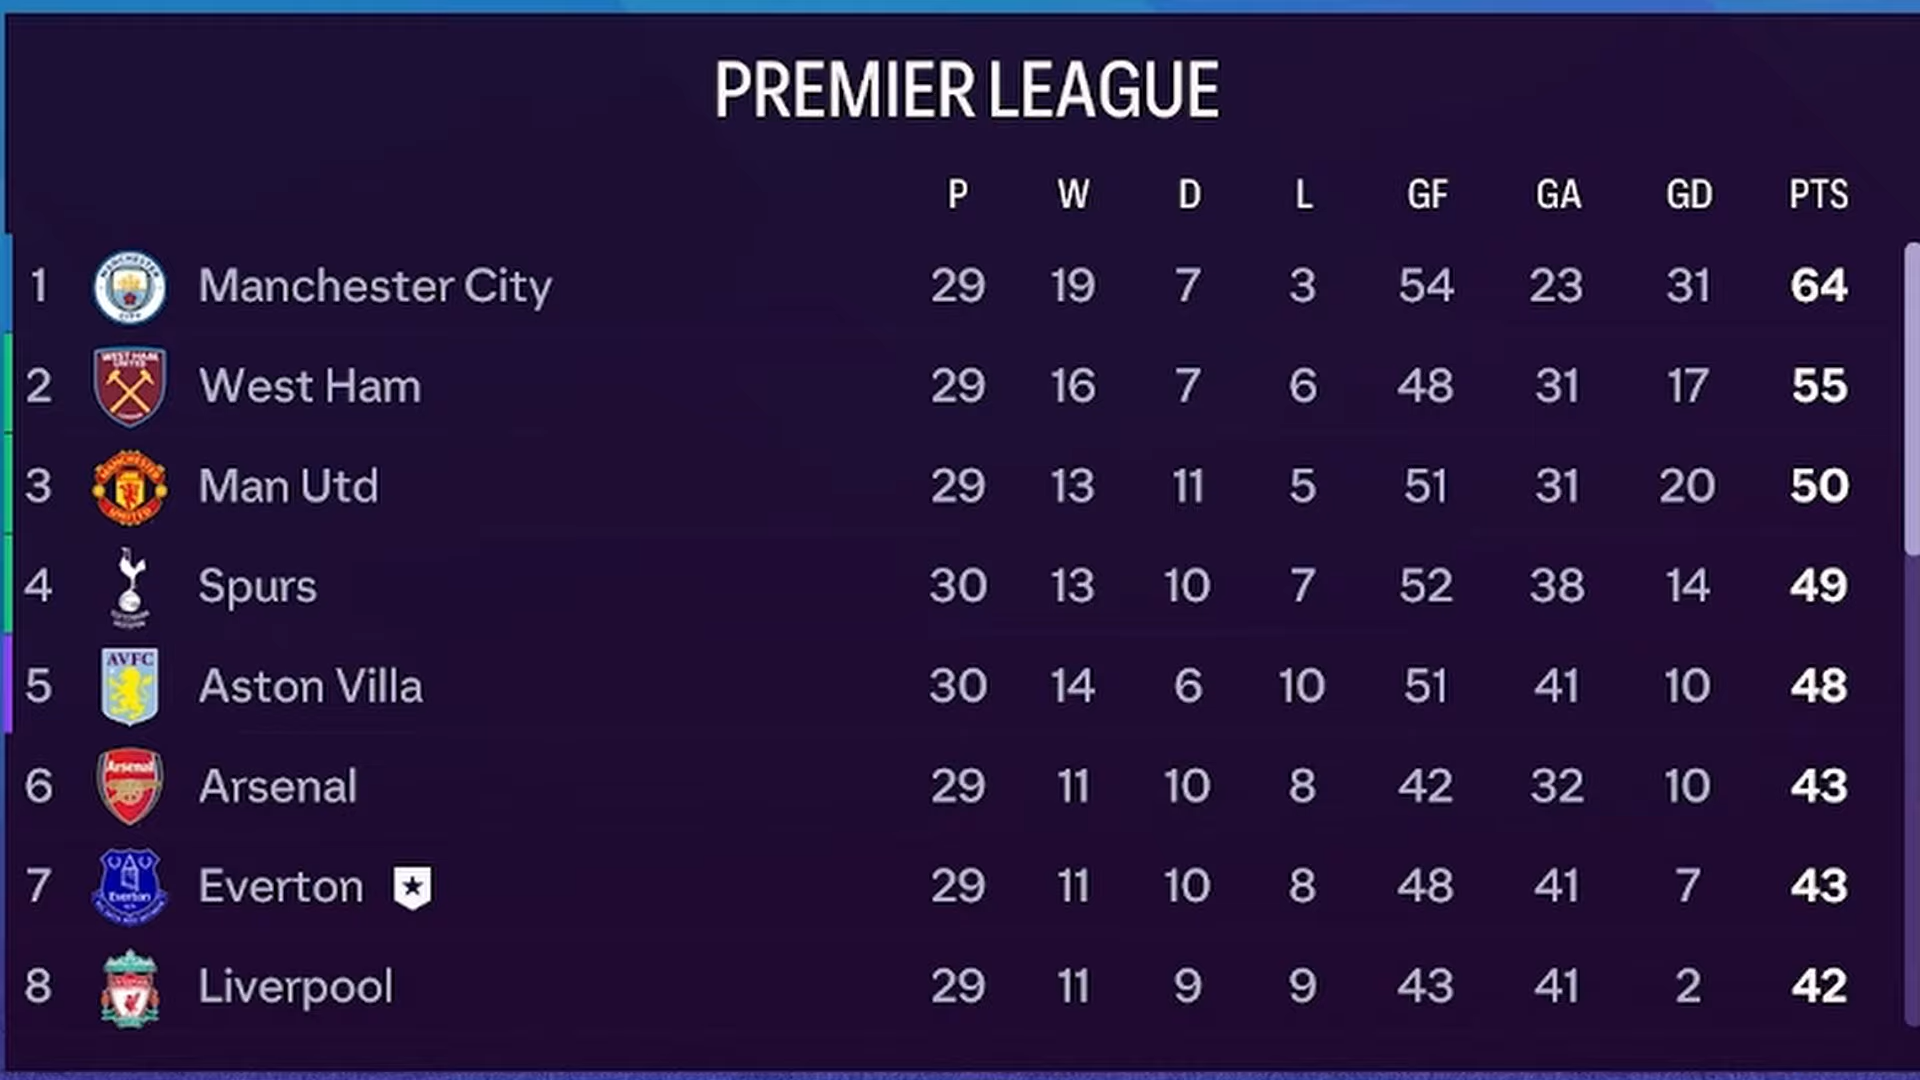 PREMIER LEAGUE
P W D L GF GA GD PTS
1 Manchester City 29 19 7 3 54 23 31 64
2 West Ham 29 16 7 6 48 31 17 55
3 Man Utd 29 13 11 5 51 31 20 50
4 Spurs 30 13 10 7 52 38 14 49
5 AVFC Aston Villa 30 14 6 10 51 41 10 48
6 Arsenal Arsenal 29 11 10 8 42 32 10 43
7 Everton Everton 29 11 10 8 48 41 7 43
8 Liverpool 29 11 9 9 43 41 2 42